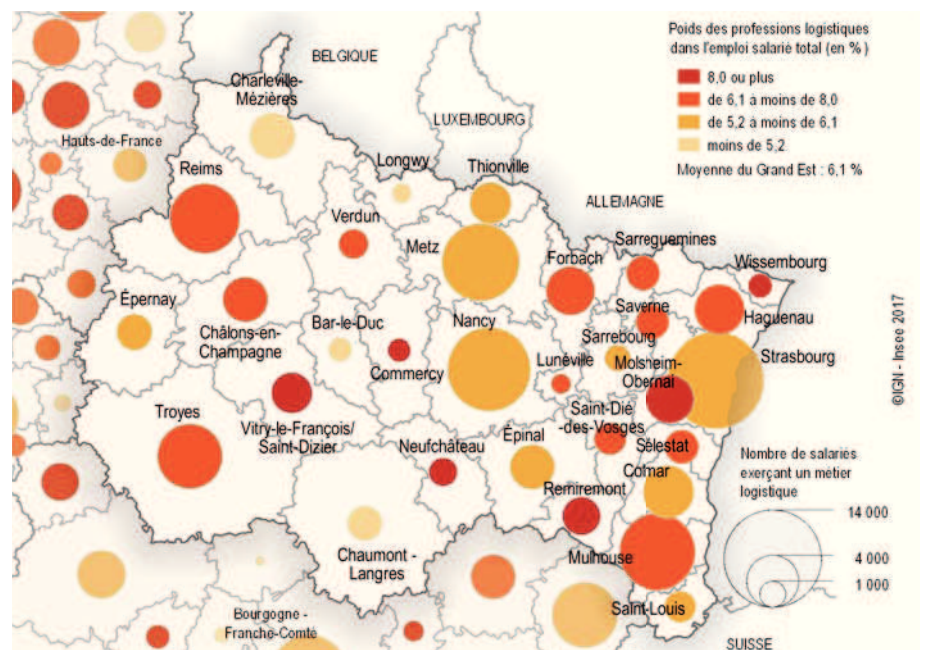 Poids des professions logistiques
dans l'emploi salarié total (en % )
8,0 ou plus
de 6,1 à moins de 8,0
de 5,2 à moins de 6,1
moins de 5,2
Moyenne du Grand Est : 6,1 %
BELGIQUE
Charleville-
Mézières
LUXEMBOURG
Hauts-de-France
Reims
Longwy
Thionville
ALLEMAGNE
Verdun
Metz
Forbach
Sarreguemines
Wissembourg
Épernay
Châlons-en-
Champagne
Bar-le-Duc
Commercy
Nancy
Lunéville
Saverne
Sarrebourg
Haguenau
Molsheim-
Obernai
Strasbourg
©IGN - Insee 2017
Troyes
Vitry-le-François/
Saint-Dizier
Neufchâteau
Épinal
Saint-Dié
-des-Vosges
Sélestat
Colmar
Remiremont
Nombre de salariés
exerçant un métier
logistique
14 000
4 000
1 000
Chaumont -
Langres
Mulhouse
Saint-Louis
Bourgogne -
Franche-Comté
SUISSE